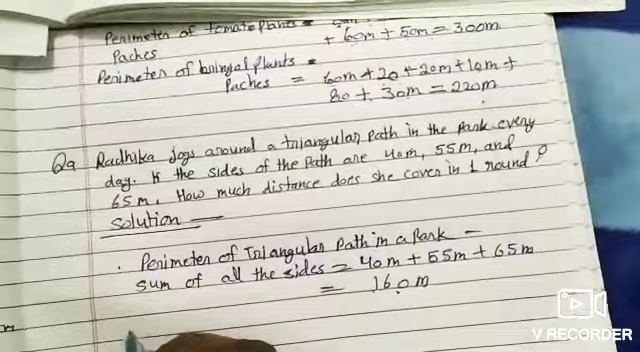 Perimeter of tomato plants =
Paches + 60m + 50m = 300m
Perimeter of bringal plants =
Paches = 60m + 20 + 20m + 10m +
80 + 30m = 220m
Q9 Radhika jogs around a triangular path in the park every
day. If the sides of the path are 40m, 55m, and
65m. How much distance does she cover in 1 round?
Solution —
Perimeter of Triangular Path in a Park –
Sum of all the sides = 40m + 55m + 65m
= 160m
V RECORDER